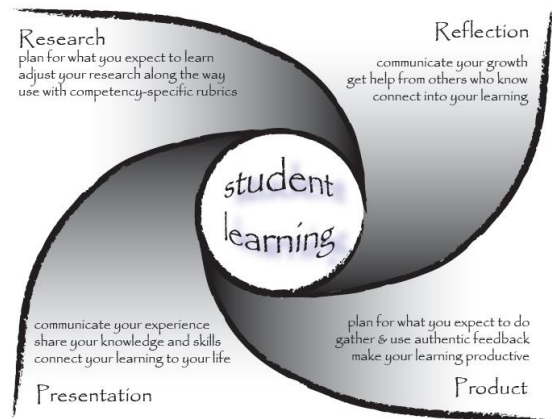 Research
plan for what you expect to learn
adjust your research along the way
use with competency-specific rubrics
Reflection
communicate your growth
get help from others who know
connect into your learning
student
learning
communicate your experience
share your knowledge and skills
connect your learning to your life
Presentation
plan for what you expect to do
gather & use authentic feedback
make your learning productive
Product